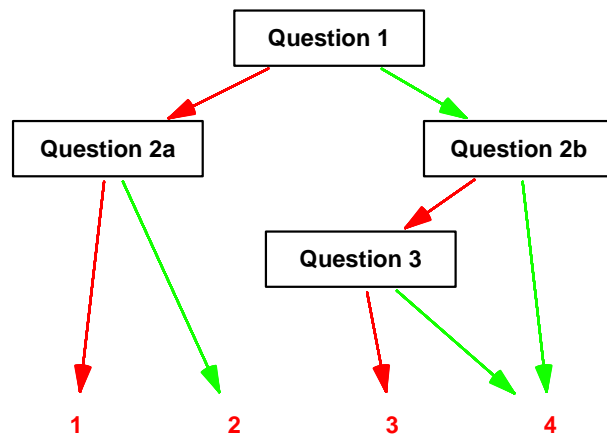 Question 1
Question 2a
Question 2b
Question 3
1
2
3
4